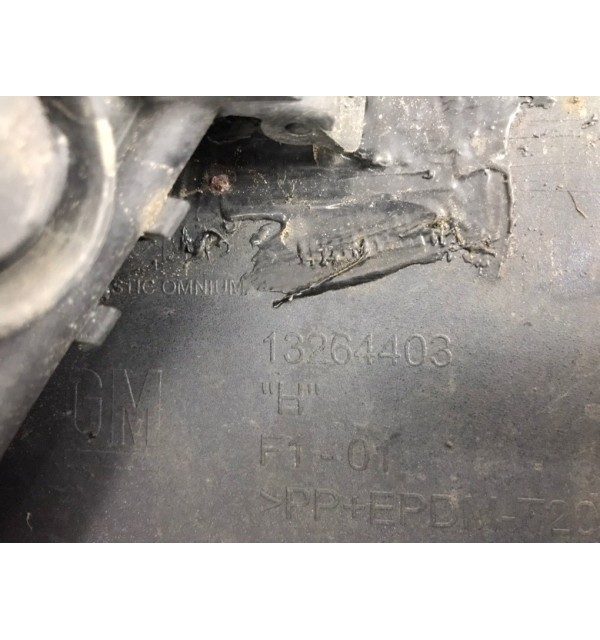 STIC OMNIUM
13264403
GM
"H"
F1-01
>PP+EPDM-T20